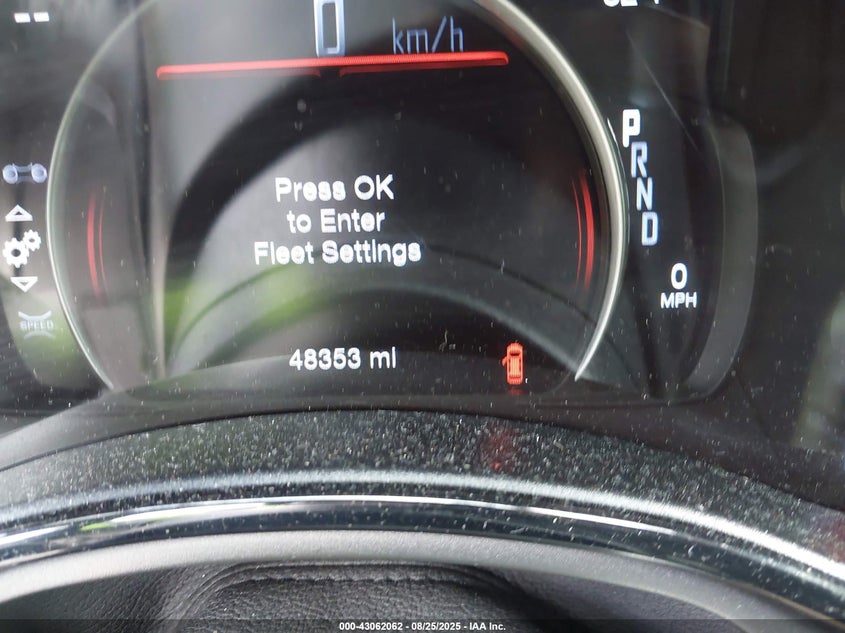 0 km/h
P
R
N
D
Press OK
to Enter
Fleet Settings
0
MPH
SPEED
48353 mi
000-43062062 - 08/25/2025 - IAA Inc.